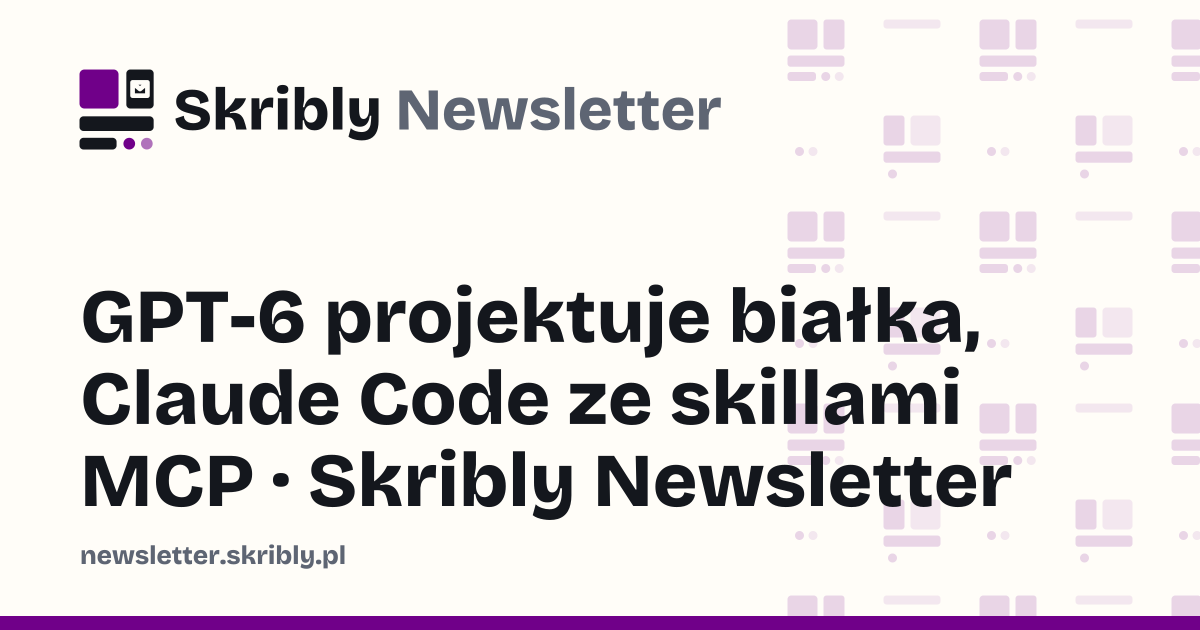 Skribly Newsletter
GPT-6 projektuje białka,
Claude Code ze skillami
MCP · Skribly Newsletter
newsletter.skribly.pl